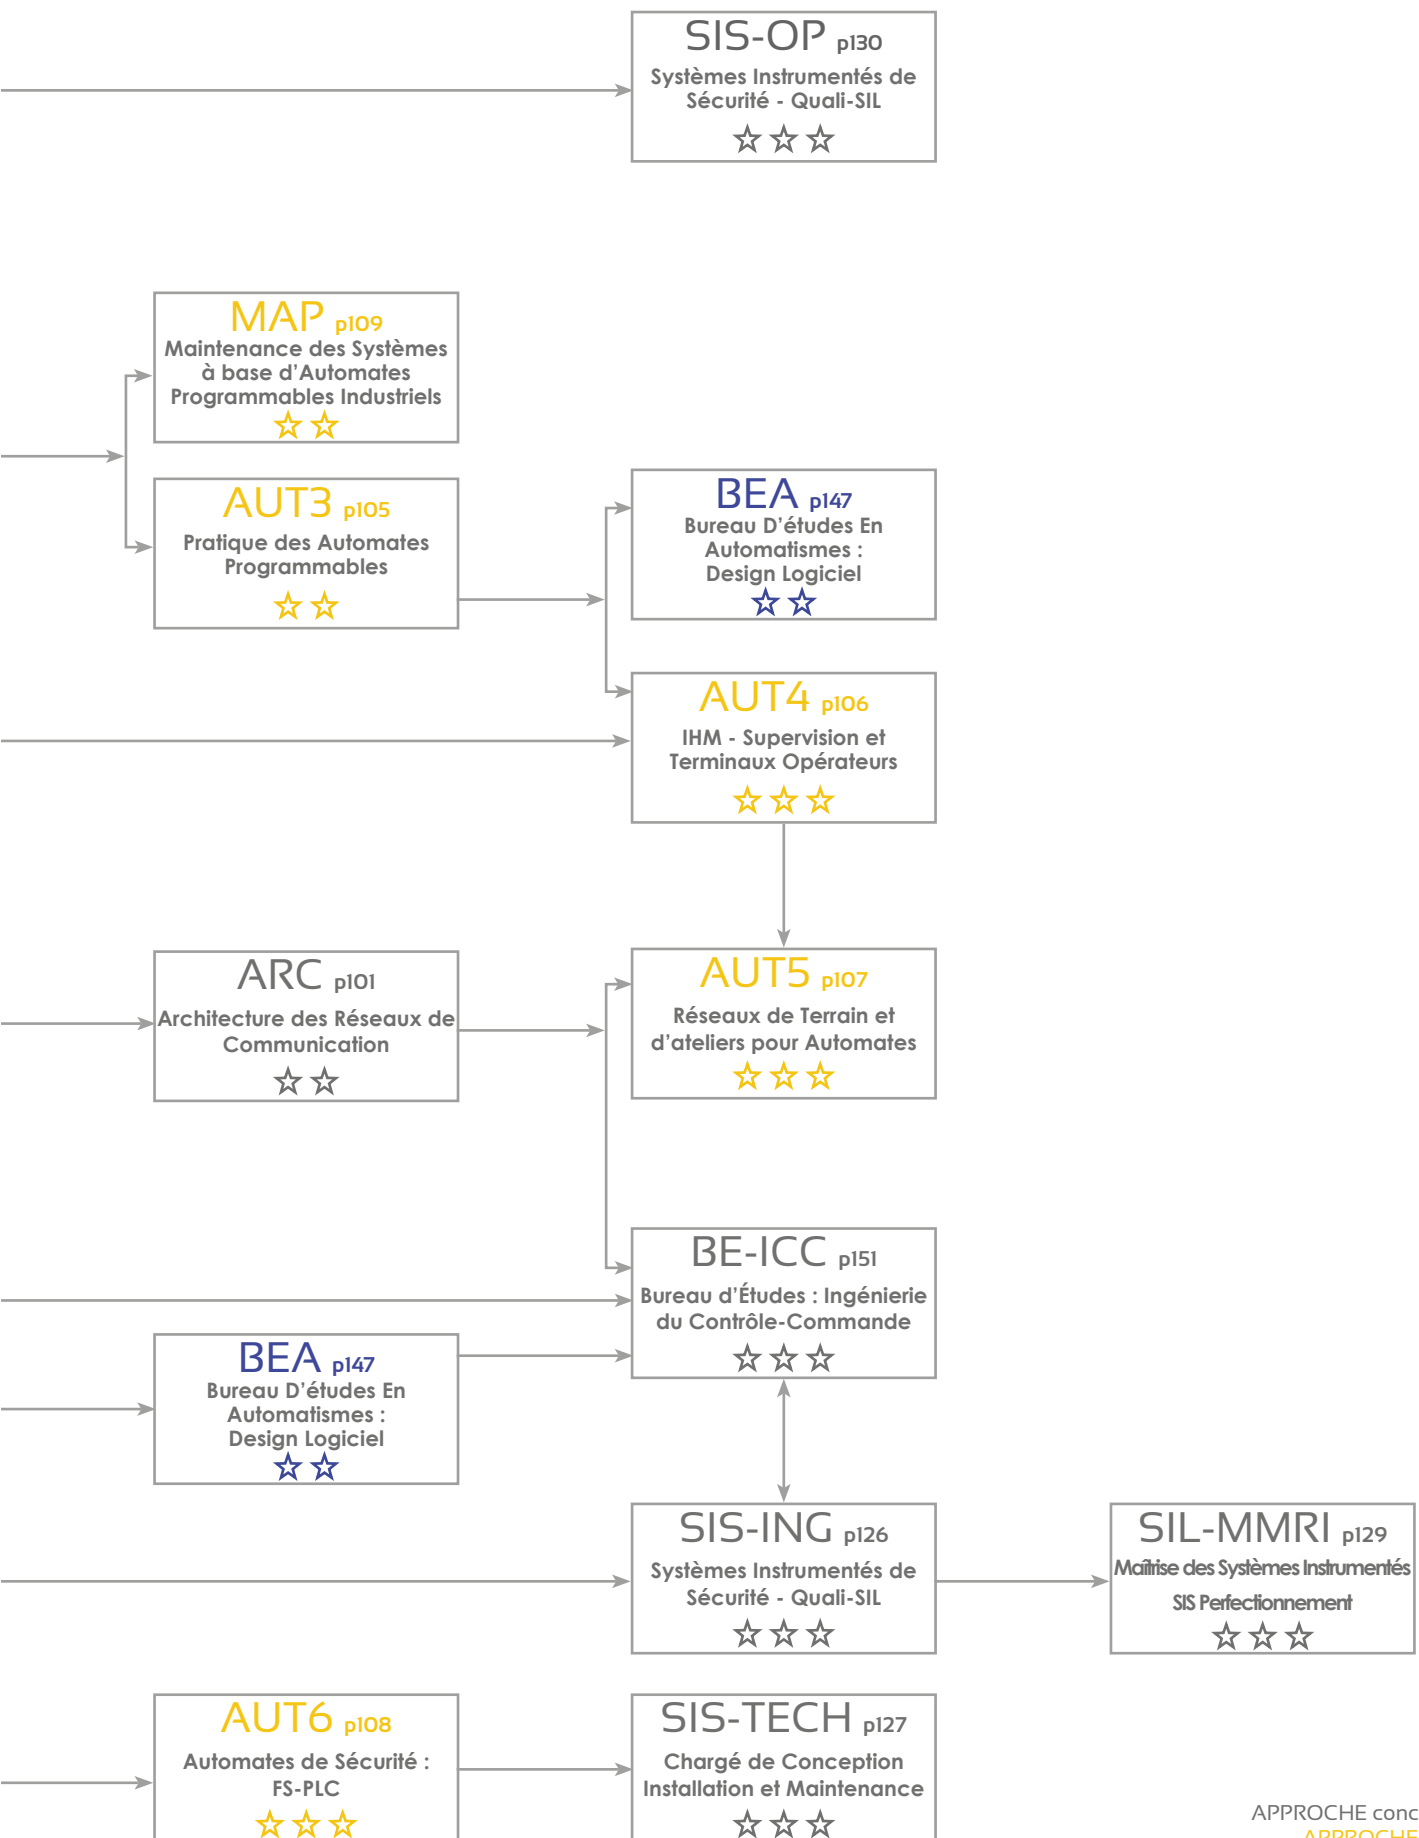 SIS-OP p130
Systèmes Instrumentés de
Sécurité - Quali-SIL
MAP p109
Maintenance des Systèmes
à base d'Automates
Programmables Industriels
AUT3 p105
Pratique des Automates
Programmables
BEA p147
Bureau D'études En
Automatismes :
Design Logiciel
AUT4 p106
IHM - Supervision et
Terminaux Opérateurs
ARC p101
Architecture des Réseaux de
Communication
AUT5 p107
Réseaux de Terrain et
d'ateliers pour Automates
BE-ICC p151
Bureau d'Études : Ingénierie
du Contrôle-Commande
BEA p147
Bureau D'études En
Automatismes :
Design Logiciel
SIS-ING p126
Systèmes Instrumentés de
Sécurité - Quali-SIL
SIL-MMRI p129
Maîtrise des Systèmes Instrumentés
SIS Perfectionnement
AUT6 p108
Automates de Sécurité :
FS-PLC
SIS-TECH p127
Chargé de Conception
Installation et Maintenance
APPROCHE conc
APPROCHE